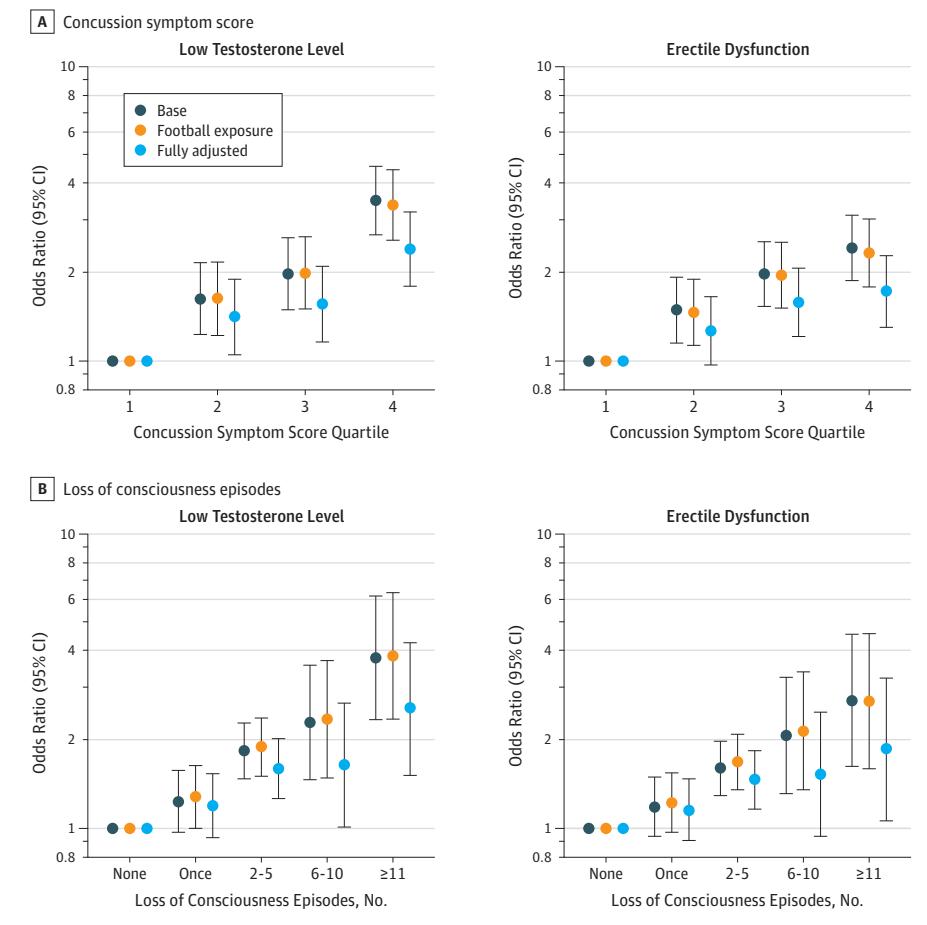 A Concussion symptom score
Low Testosterone Level
10
8
6
4
2
1
0.8
Odds Ratio (95% CI)
Base
Football exposure
Fully adjusted
1 2 3 4
Concussion Symptom Score Quartile
Erectile Dysfunction
10
8
6
4
2
1
0.8
Odds Ratio (95% CI)
1 2 3 4
Concussion Symptom Score Quartile
B Loss of consciousness episodes
Low Testosterone Level
10
8
6
4
2
1
0.8
Odds Ratio (95% CI)
None Once 2-5 6-10 ≥11
Loss of Consciousness Episodes, No.
Erectile Dysfunction
10
8
6
4
2
1
0.8
Odds Ratio (95% CI)
None Once 2-5 6-10 ≥11
Loss of Consciousness Episodes, No.